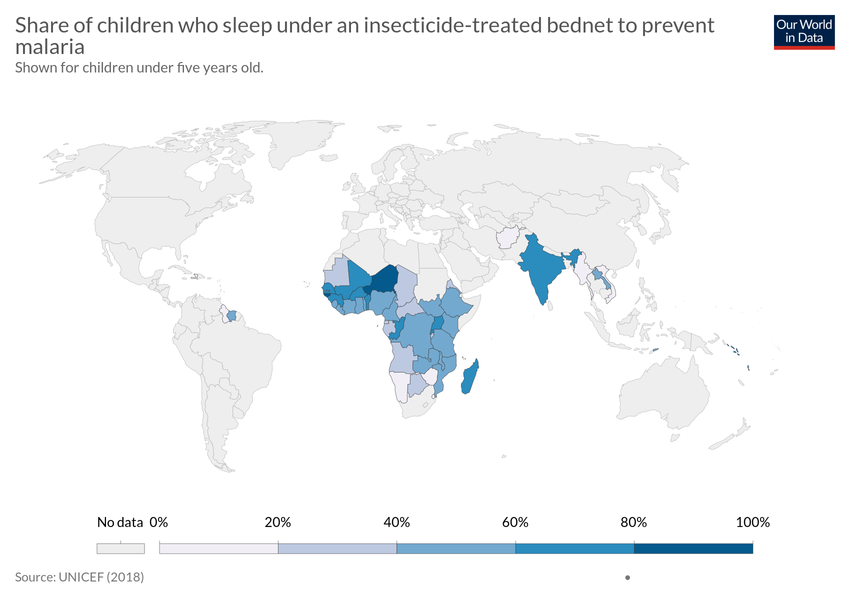 Share of children who sleep under an insecticide-treated bednet to prevent
malaria
Shown for children under five years old.
Our World
in Data
No data 0% 20% 40% 60% 80% 100%
Source: UNICEF (2018)